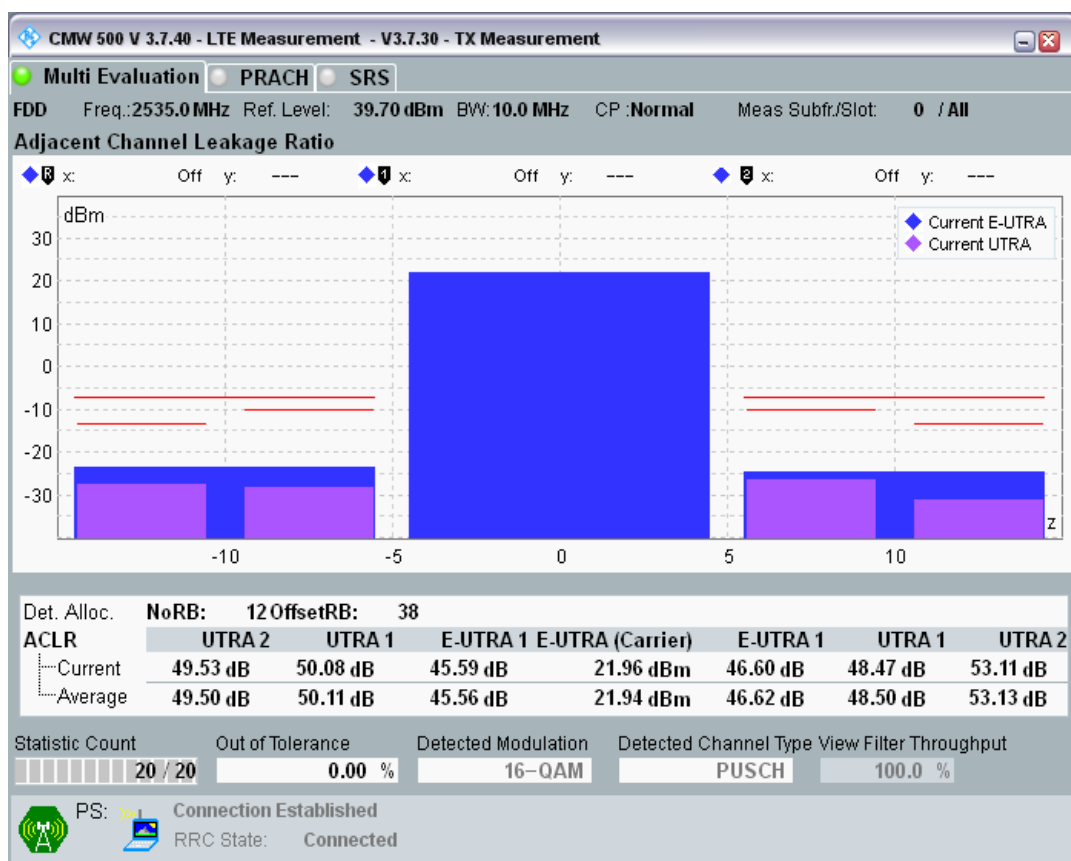 CMW 500 V 3.7.40 - LTE Measurement - V3.7.30 - TX Measurement
Multi Evaluation PRACH SRS
FDD Freq.:2535.0 MHz Ref. Level: 39.70 dBm BW: 10.0 MHz CP :Normal Meas Subfr./Slot: 0 / All
Adjacent Channel Leakage Ratio
R x: Off y: --- 1 x: Off y: --- 2 x: Off y: ---
dBm
Current E-UTRA
Current UTRA
30
20
10
0
-10
-20
-30
z
-10 -5 0 5 10
Det. Alloc. NoRB: 12 OffsetRB: 38
ACLR UTRA 2 UTRA 1 E-UTRA 1 E-UTRA (Carrier) E-UTRA 1 UTRA 1 UTRA 2
Current 49.53 dB 50.08 dB 45.59 dB 21.96 dBm 46.60 dB 48.47 dB 53.11 dB
Average 49.50 dB 50.11 dB 45.56 dB 21.94 dBm 46.62 dB 48.50 dB 53.13 dB
Statistic Count Out of Tolerance Detected Modulation Detected Channel Type View Filter Throughput
20 / 20 0.00 % 16-QAM PUSCH 100.0 %
PS: Connection Established
RRC State: Connected